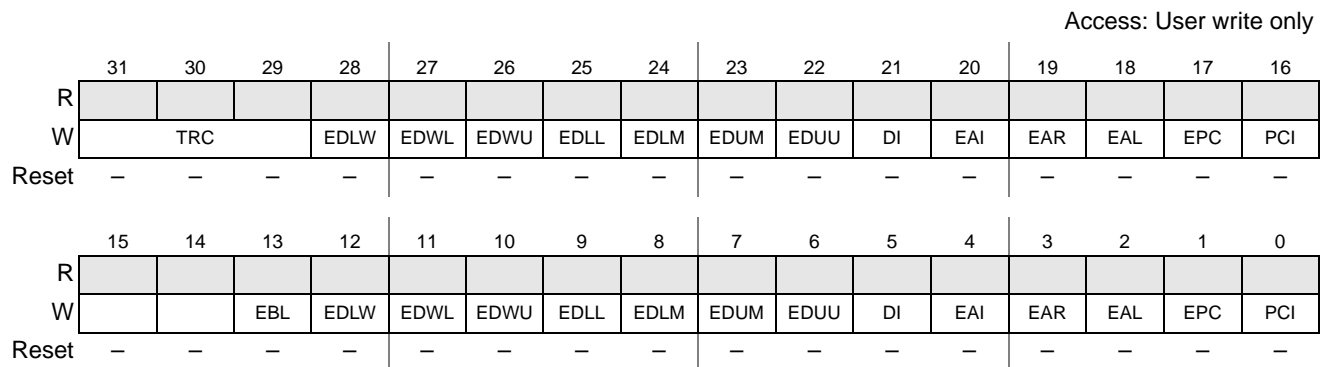 Access: User write only
31 30 29 28 27 26 25 24 23 22 21 20 19 18 17 16
R
W TRC EDLW EDWL EDWU EDLL EDLM EDUM EDUU DI EAI EAR EAL EPC PCI
Reset – – – – – – – – – – – – – – – –
15 14 13 12 11 10 9 8 7 6 5 4 3 2 1 0
R
W EBL EDLW EDWL EDWU EDLL EDLM EDUM EDUU DI EAI EAR EAL EPC PCI
Reset – – – – – – – – – – – – – – – –